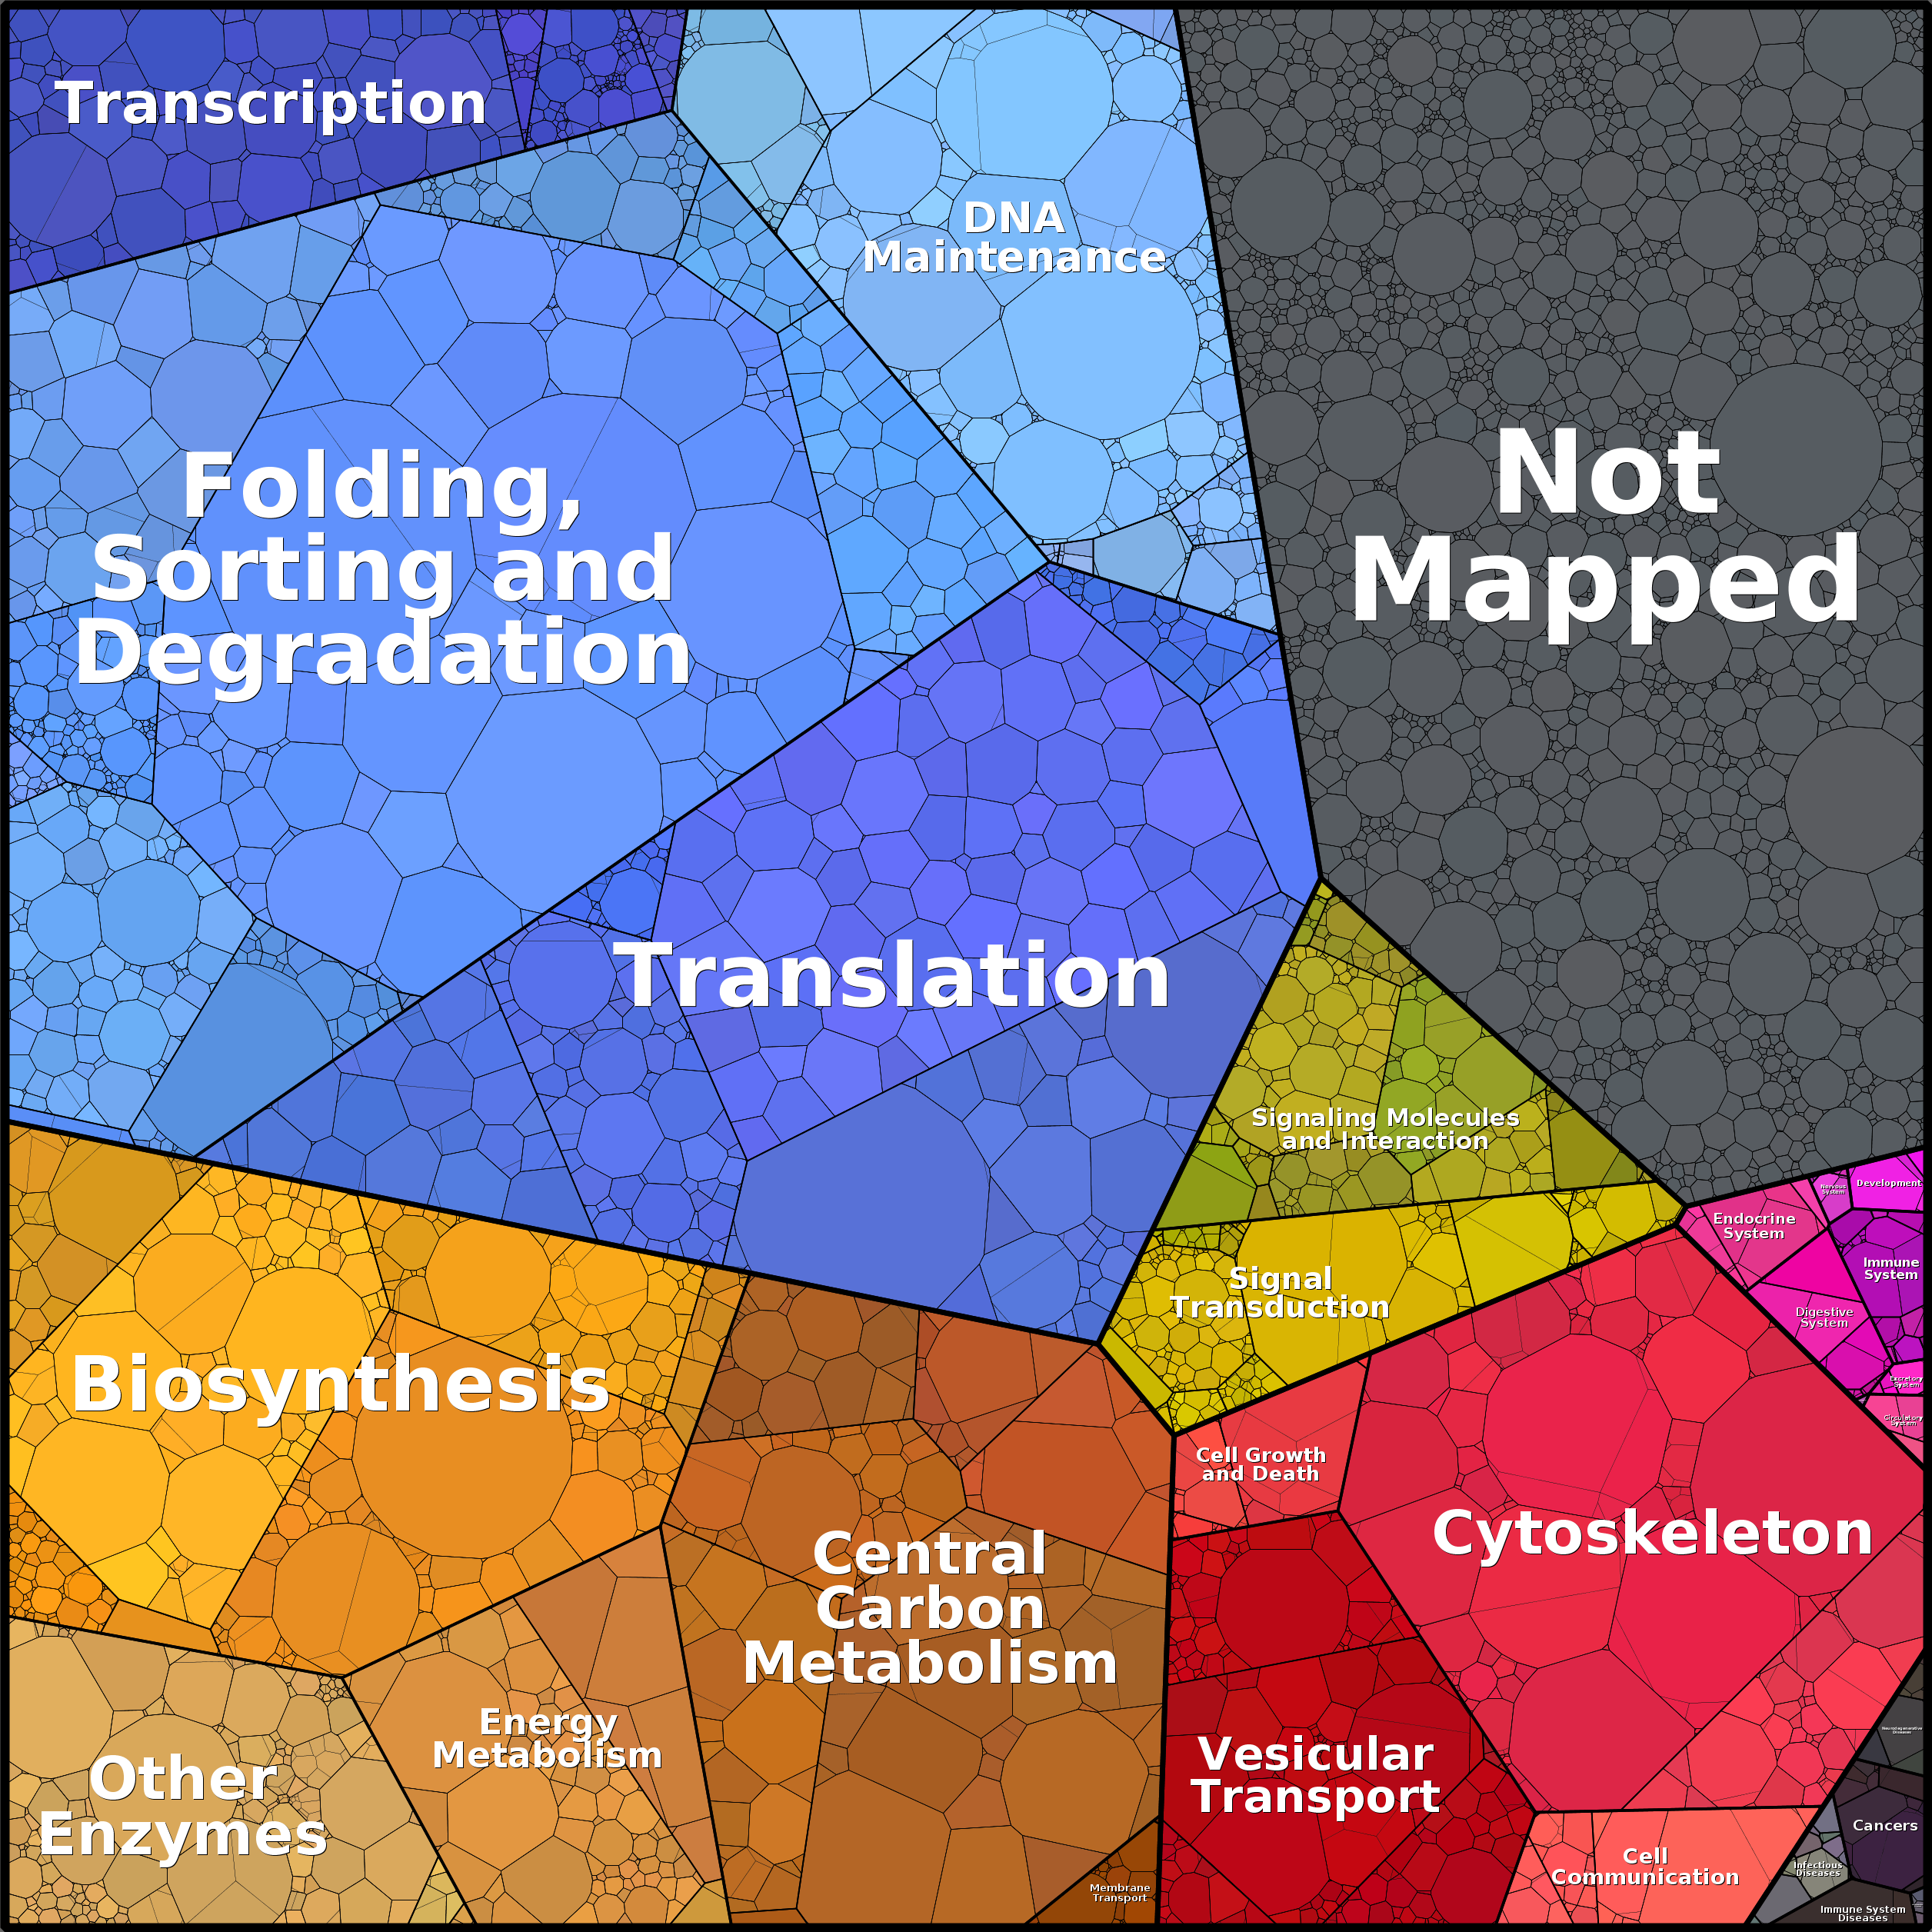 Transcription
DNA
Maintenance
Folding,
Sorting and
Degradation
Not
Mapped
Translation
Signaling Molecules
and Interaction
Signal
Transduction
Nervous
System
Development
Endocrine
System
Immune
System
Digestive
System
Excretory
System
Circulatory
System
Biosynthesis
Cell Growth
and Death
Cytoskeleton
Central
Carbon
Metabolism
Energy
Metabolism
Other
Enzymes
Vesicular
Transport
Membrane
Transport
Cell
Communication
Neurodegenerative
Diseases
Cancers
Infectious
Diseases
Immune System
Diseases